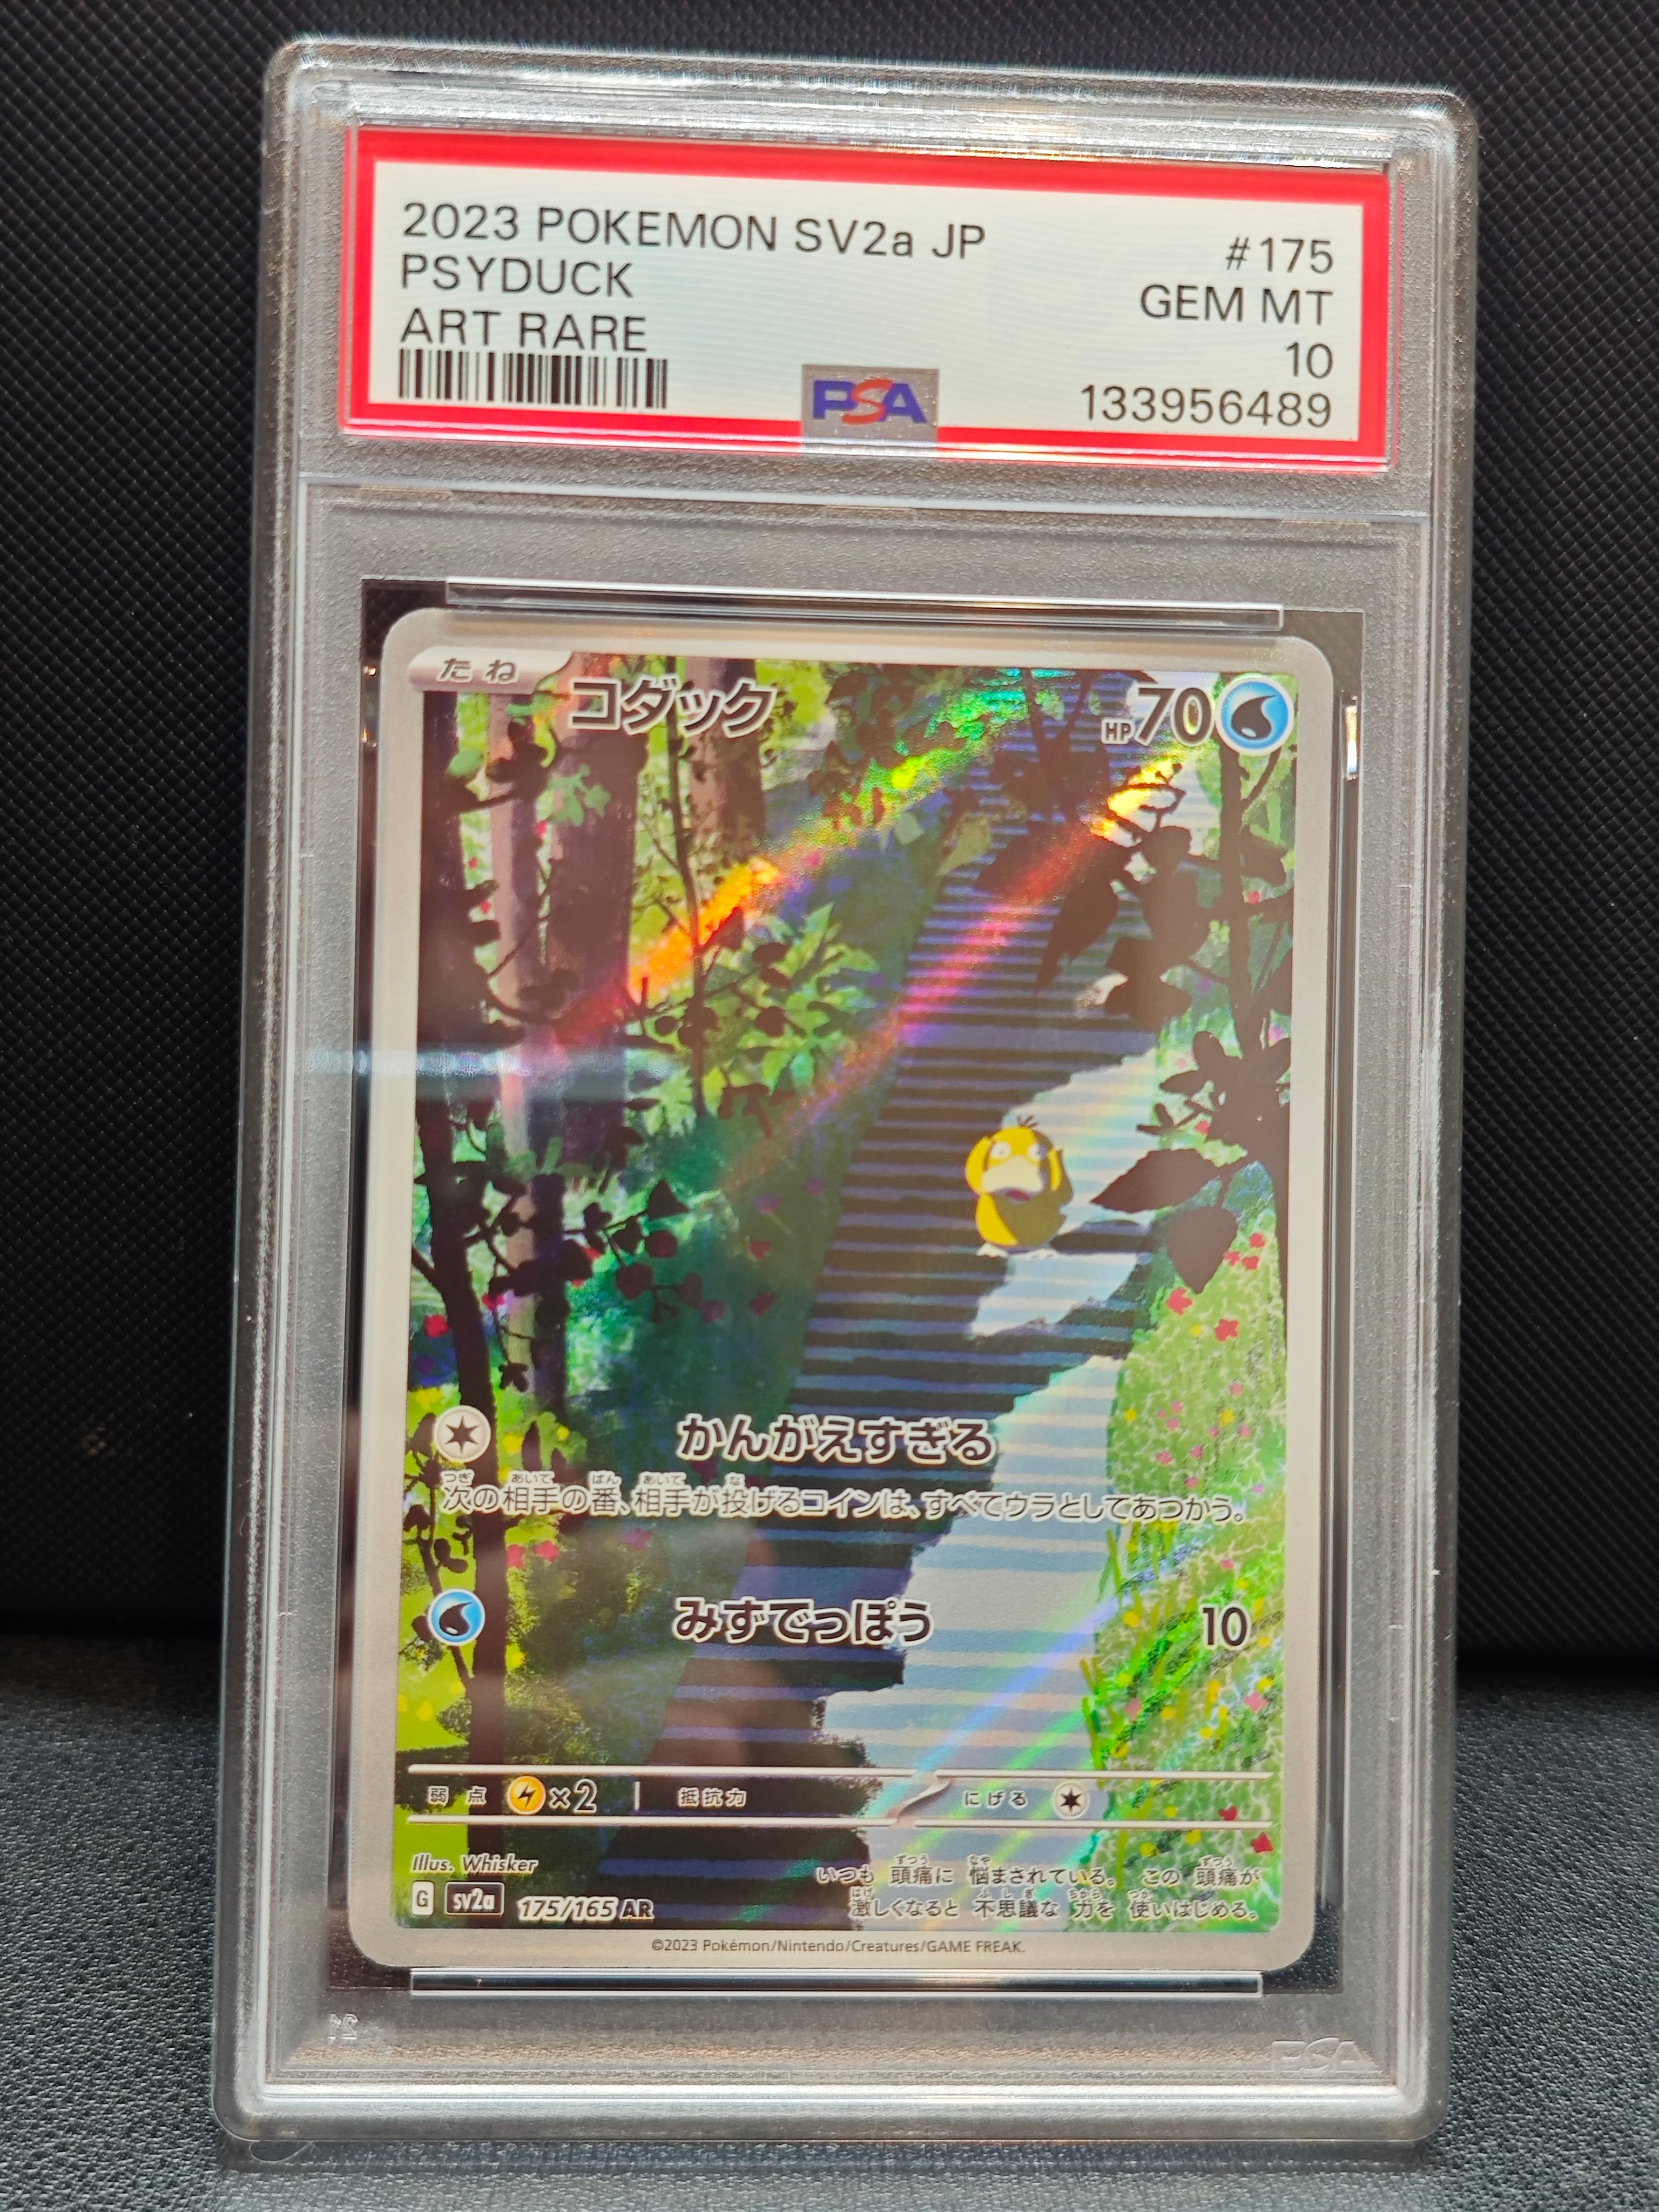 2023 POKEMON SV2a JP
#175
PSYDUCK
GEM MT
ART RARE
10
PSA
133956489
たね
コダック
HP70
かんがえすぎる
次の相手の番、相手が投げるコインは、すべてウラとしてあつかう。
みずでっぽう 10
弱点 ×2 抵抗力 にげる
Illus. Whisker
いつも 頭痛に 悩まされている。 この 頭痛が
激しくなると 不思議な 力を 使いはじめる。
G sv2a 175/165 AR
©2023 Pokémon/Nintendo/Creatures/GAME FREAK.
PSA